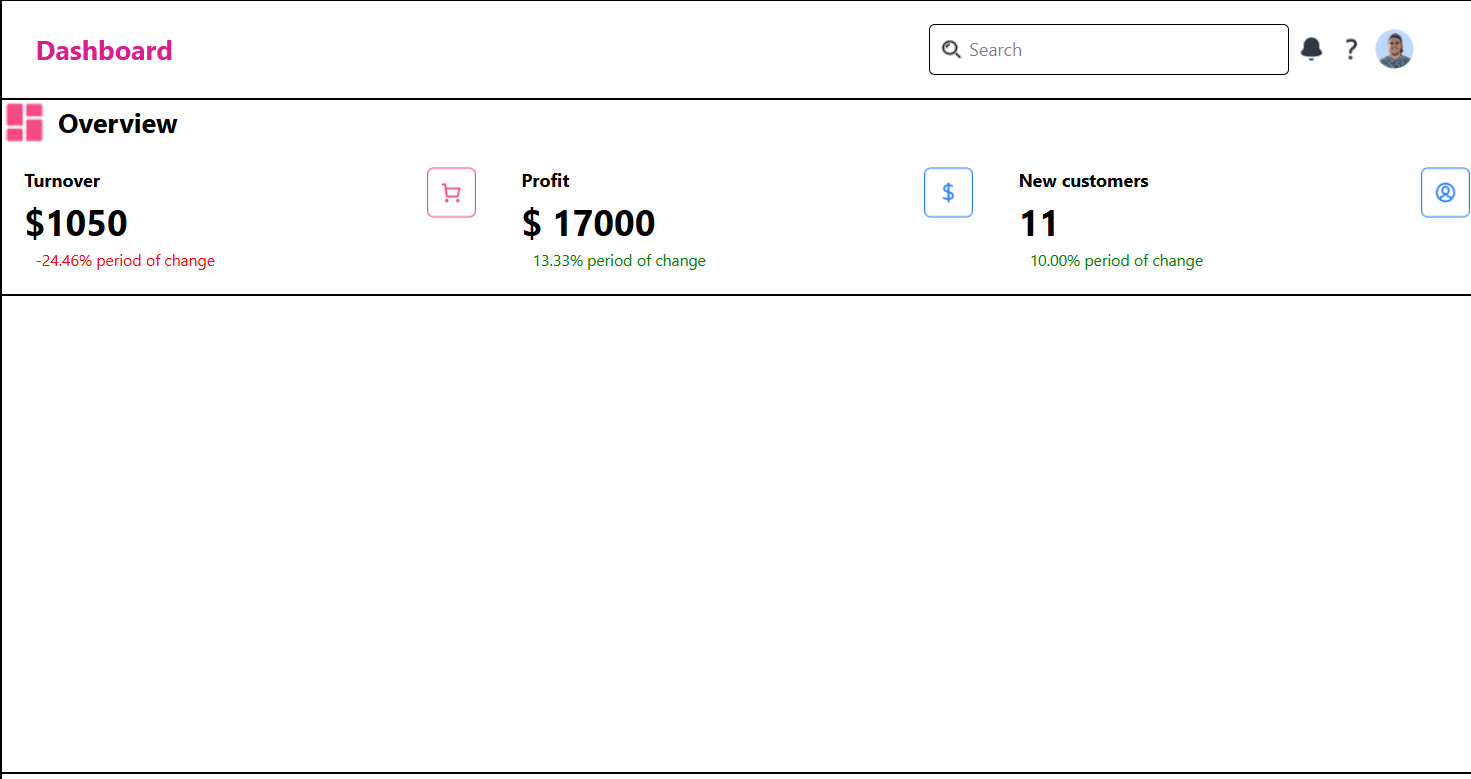 Dashboard
Search
?
Overview
Turnover
Profit
New customers
$1050
$ 17000
11
-24.46% period of change
13.33% period of change
10.00% period of change